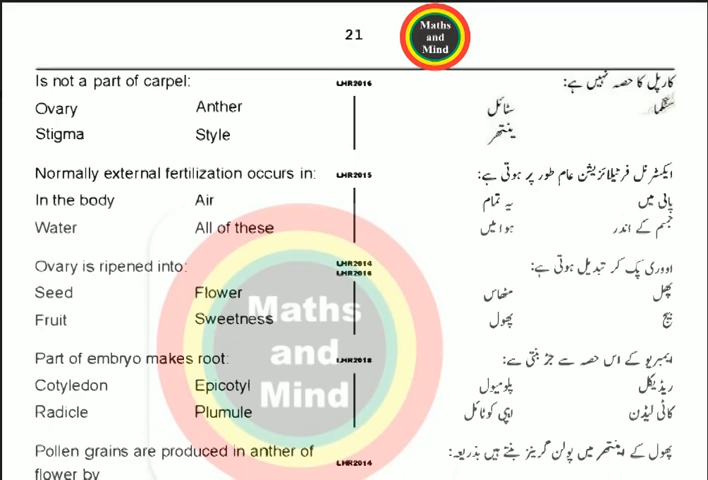 21
Maths
and
Mind
Is not a part of carpel: LHR2016 کارپل کا حصہ نہیں ہے:
Ovary Anther سٹائل سٹگما
Stigma Style ینتھر
Normally external fertilization occurs in: LHR2015 ایکسٹرنل فرٹیلائزیشن عام طور پر ہوتی ہے:
In the body Air یہ تمام پانی میں
Water All of these ہوا میں جسم کے اندر
Ovary is ripened into: LHR2014 LHR2016 اووری پک کر تبدیل ہوتی ہے:
Seed Flower مٹھاس پھل
Fruit Sweetness پھول بیج
Part of embryo makes root: LHR2018 ایمبریو کے اس حصہ سے جڑ بنتی ہے:
Cotyledon Epicotyl پلومیول ریڈیکل
Radicle Plumule اپی کوٹائل کاٹی لیڈن
Pollen grains are produced in anther of پھول کے اینتھر میں پولن گرینز بنتے ہیں بذریعہ:
flower by LHR2014
Maths
and
Mind